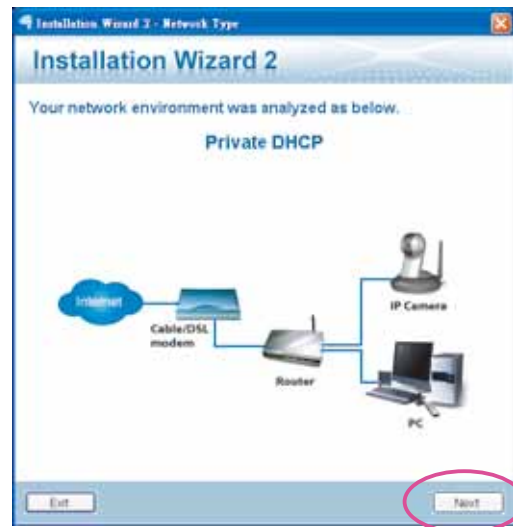 Installation Wizard 2 - Network Type
Installation Wizard 2
Your network environment was analyzed as below.
Private DHCP
Internet
Cable/DSL
modem
Router
IP Camera
PC
Exit
Next